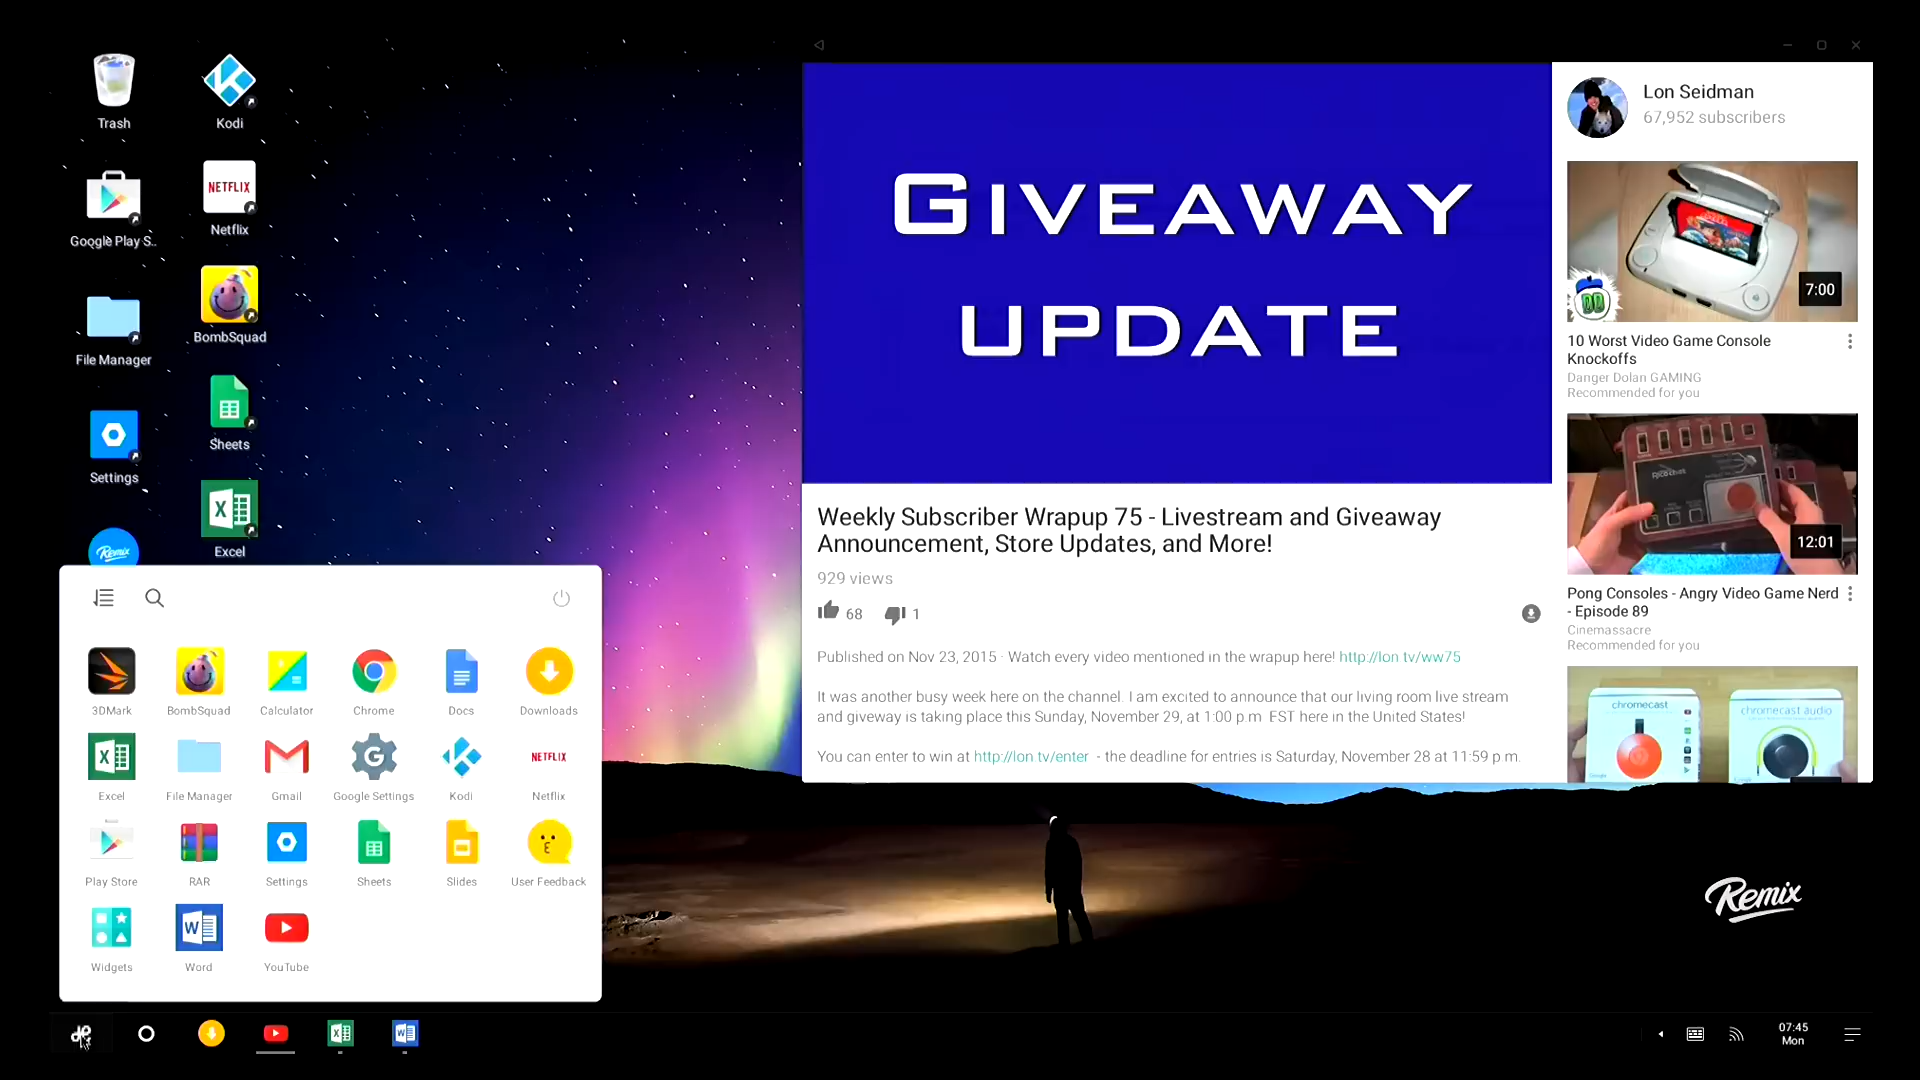 Trash
Kodi
Google Play S..
NETFLIX
Netflix
File Manager
BombSquad
Settings
Sheets
Remix
Excel
GIVEAWAY
UPDATE
Weekly Subscriber Wrapup 75 - Livestream and Giveaway
Announcement, Store Updates, and More!
929 views
68
1
Published on Nov 23, 2015 · Watch every video mentioned in the wrapup here! http://lon.tv/ww75
It was another busy week here on the channel. I am excited to announce that our living room live stream
and giveway is taking place this Sunday, November 29, at 1:00 p.m EST here in the United States!
You can enter to win at http://lon.tv/enter - the deadline for entries is Saturday, November 28 at 11:59 p.m.
Lon Seidman
67,952 subscribers
7:00
10 Worst Video Game Console
Knockoffs
Danger Dolan GAMING
Recommended for you
12:01
Pong Consoles - Angry Video Game Nerd
- Episode 89
Cinemassacre
Recommended for you
chromecast
chromecast audio
3DMark
BombSquad
Calculator
Chrome
Docs
Downloads
NETFLIX
Excel
File Manager
Gmail
Google Settings
Kodi
Netflix
Play Store
RAR
Settings
Sheets
Slides
User Feedback
Widgets
Word
YouTube
Remix
07:45
Mon